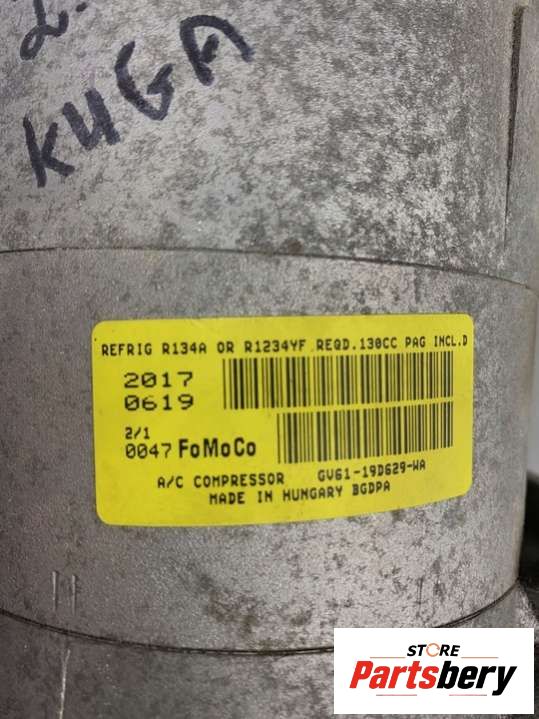 2.
KUGA
REFRIG R134A OR R1234YF REQD.130CC PAG INCL.D
2017
0619
2/1
0047 FoMoCo
A/C COMPRESSOR GV61-19D629-WA
MADE IN HUNGARY BGDPA
STORE
Partsbery